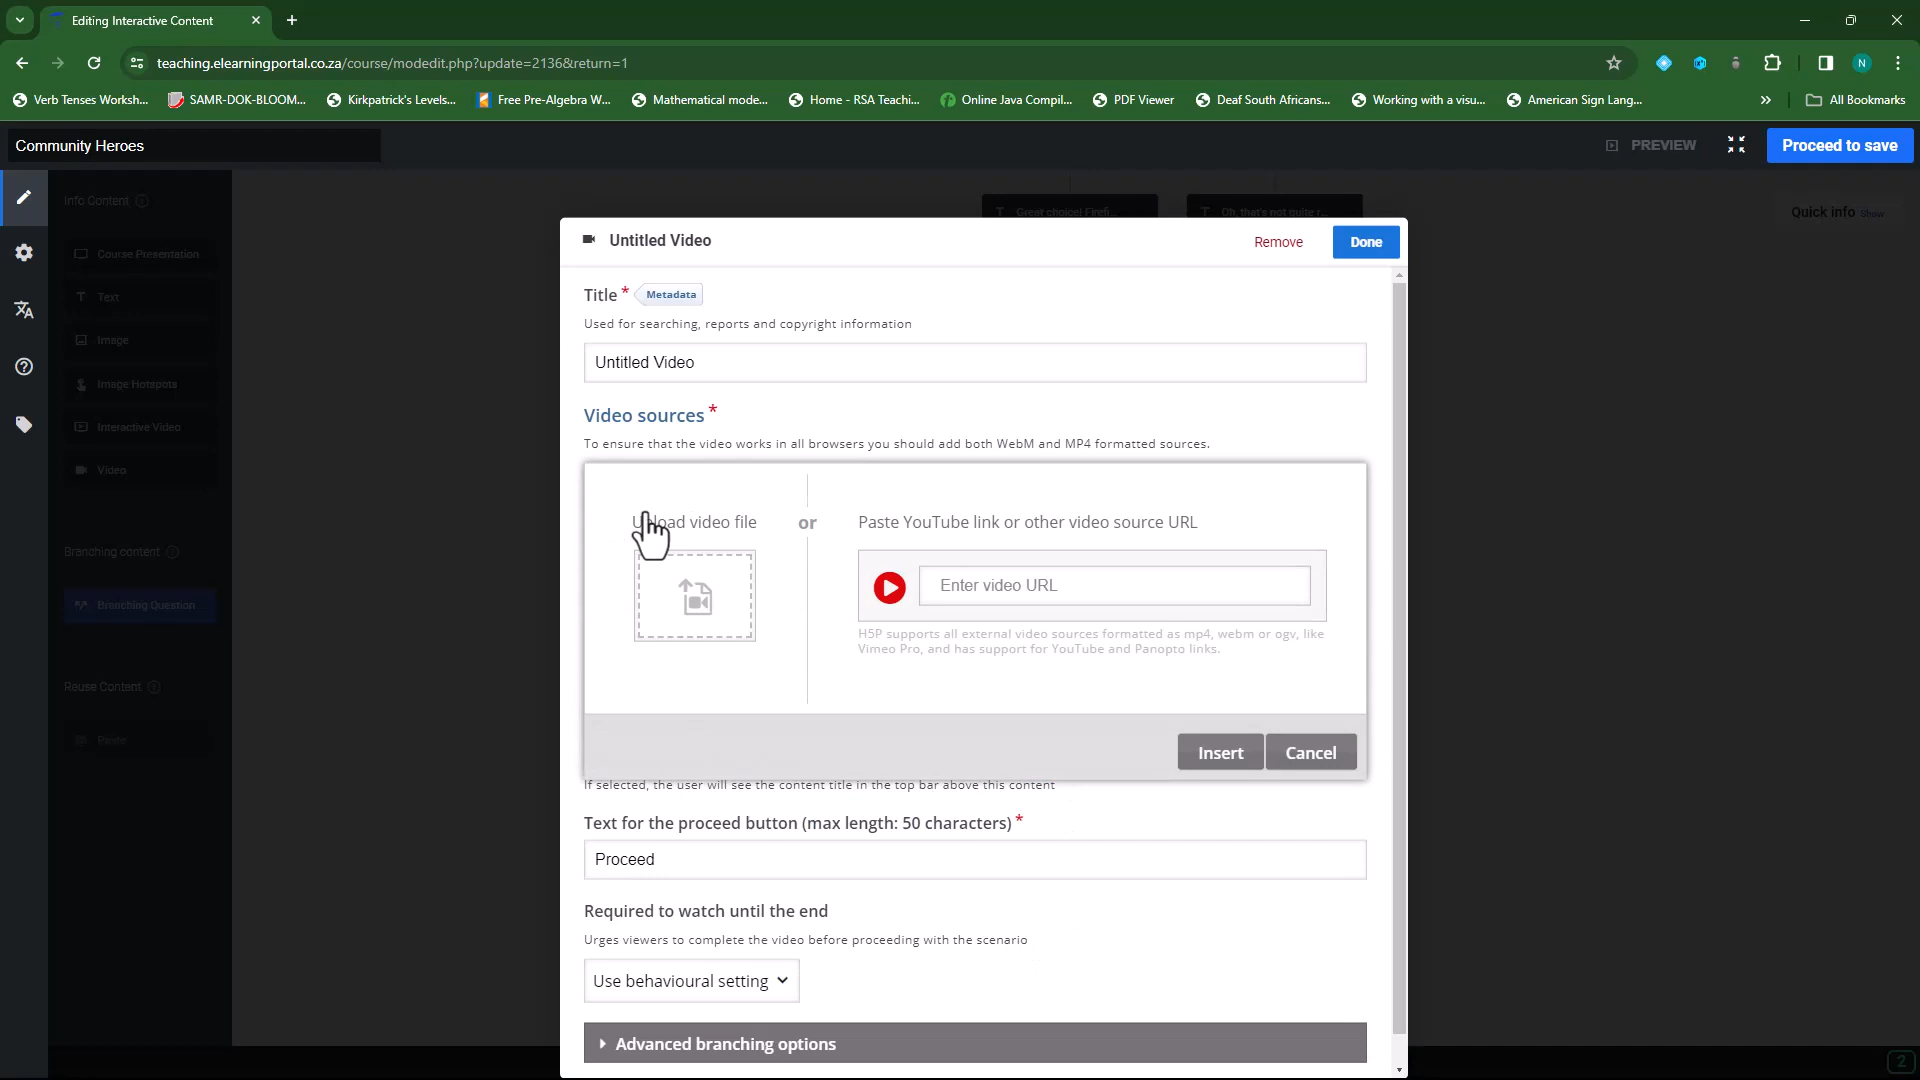 Editing Interactive Content
teaching.elearningportal.co.za/course/modedit.php?update=2136&return=1
N
Verb Tenses Worksh...
SAMR-DOK-BLOOM...
Kirkpatrick's Levels...
Free Pre-Algebra W...
Mathematical mode...
Home - RSA Teachi...
Online Java Compil...
PDF Viewer
Deaf South Africans...
Working with a visu...
American Sign Lang...
All Bookmarks
Community Heroes
PREVIEW
Proceed to save
Info Content
Course Presentation
Text
Image
Image Hotspots
Interactive Video
Video
Branching content
Branching Question
Reuse Content
Paste
T Great choice! Firefi...
T Oh, that's not quite r...
Quick info Show
Untitled Video
Remove
Done
Title * Metadata
Used for searching, reports and copyright information
Untitled Video
Video sources *
To ensure that the video works in all browsers you should add both WebM and MP4 formatted sources.
Upload video file
or
Paste YouTube link or other video source URL
Enter video URL
H5P supports all external video sources formatted as mp4, webm or ogv, like
Vimeo Pro, and has support for YouTube and Panopto links.
Insert
Cancel
If selected, the user will see the content title in the top bar above this content
Text for the proceed button (max length: 50 characters) *
Proceed
Required to watch until the end
Urges viewers to complete the video before proceeding with the scenario
Use behavioural setting
Advanced branching options
2